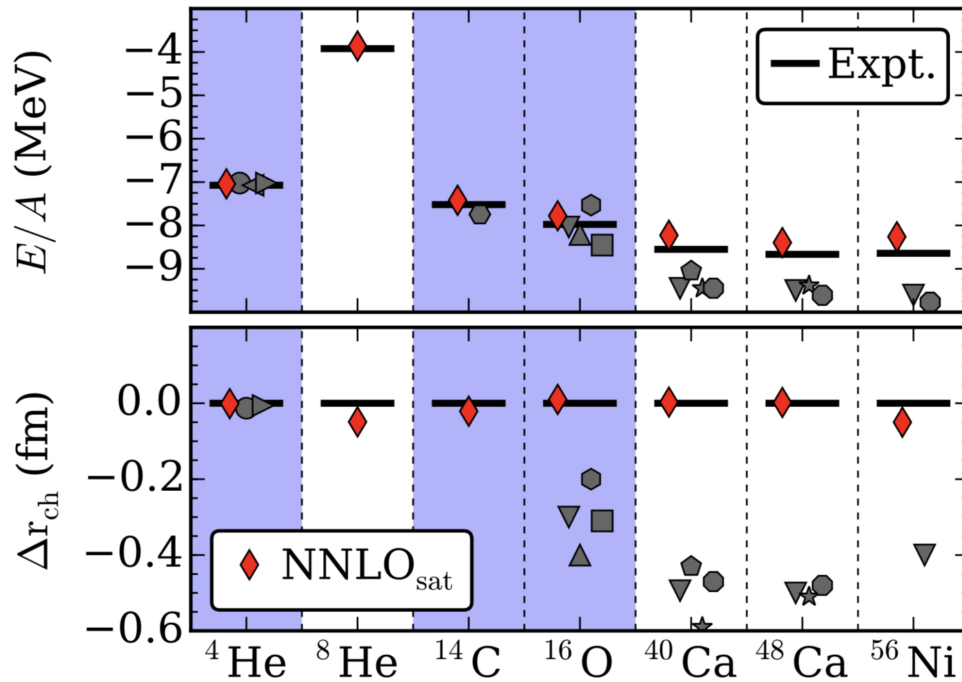 −4
−5
−6
−7
−8
−9
E/A (MeV)
Expt.
0.0
−0.2
−0.4
−0.6
Δr_ch (fm)
NNLO_sat
⁴He
⁸He
¹⁴C
¹⁶O
⁴⁰Ca
⁴⁸Ca
⁵⁶Ni